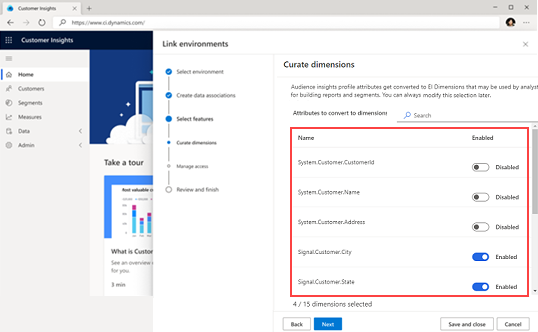 Customer Insights
https://www.ci.dynamics.com/
Customer Insights
Home
Customers
Segments
Measures
Data
Admin
Take a tour
Most valuable custo
What is C
See an overview
for you.
3 min
Link environments
Select environment
Create data associations
Select features
Curate dimensions
Manage access
Review and finish
Curate dimensions
Audience insights profile attributes get converted to EI Dimensions that may be used by analyst
for building reports and segments. You can always modify this selection later.
Attributes to convert to dimensions
Search
Name Enabled
System.Customer.CustomerId Disabled
System.Customer.Name Disabled
System.Customer.Address Disabled
Signal.Customer.City Enabled
Signal.Customer.State Enabled
4 / 15 dimensions selected
Back Next Save and close Cancel